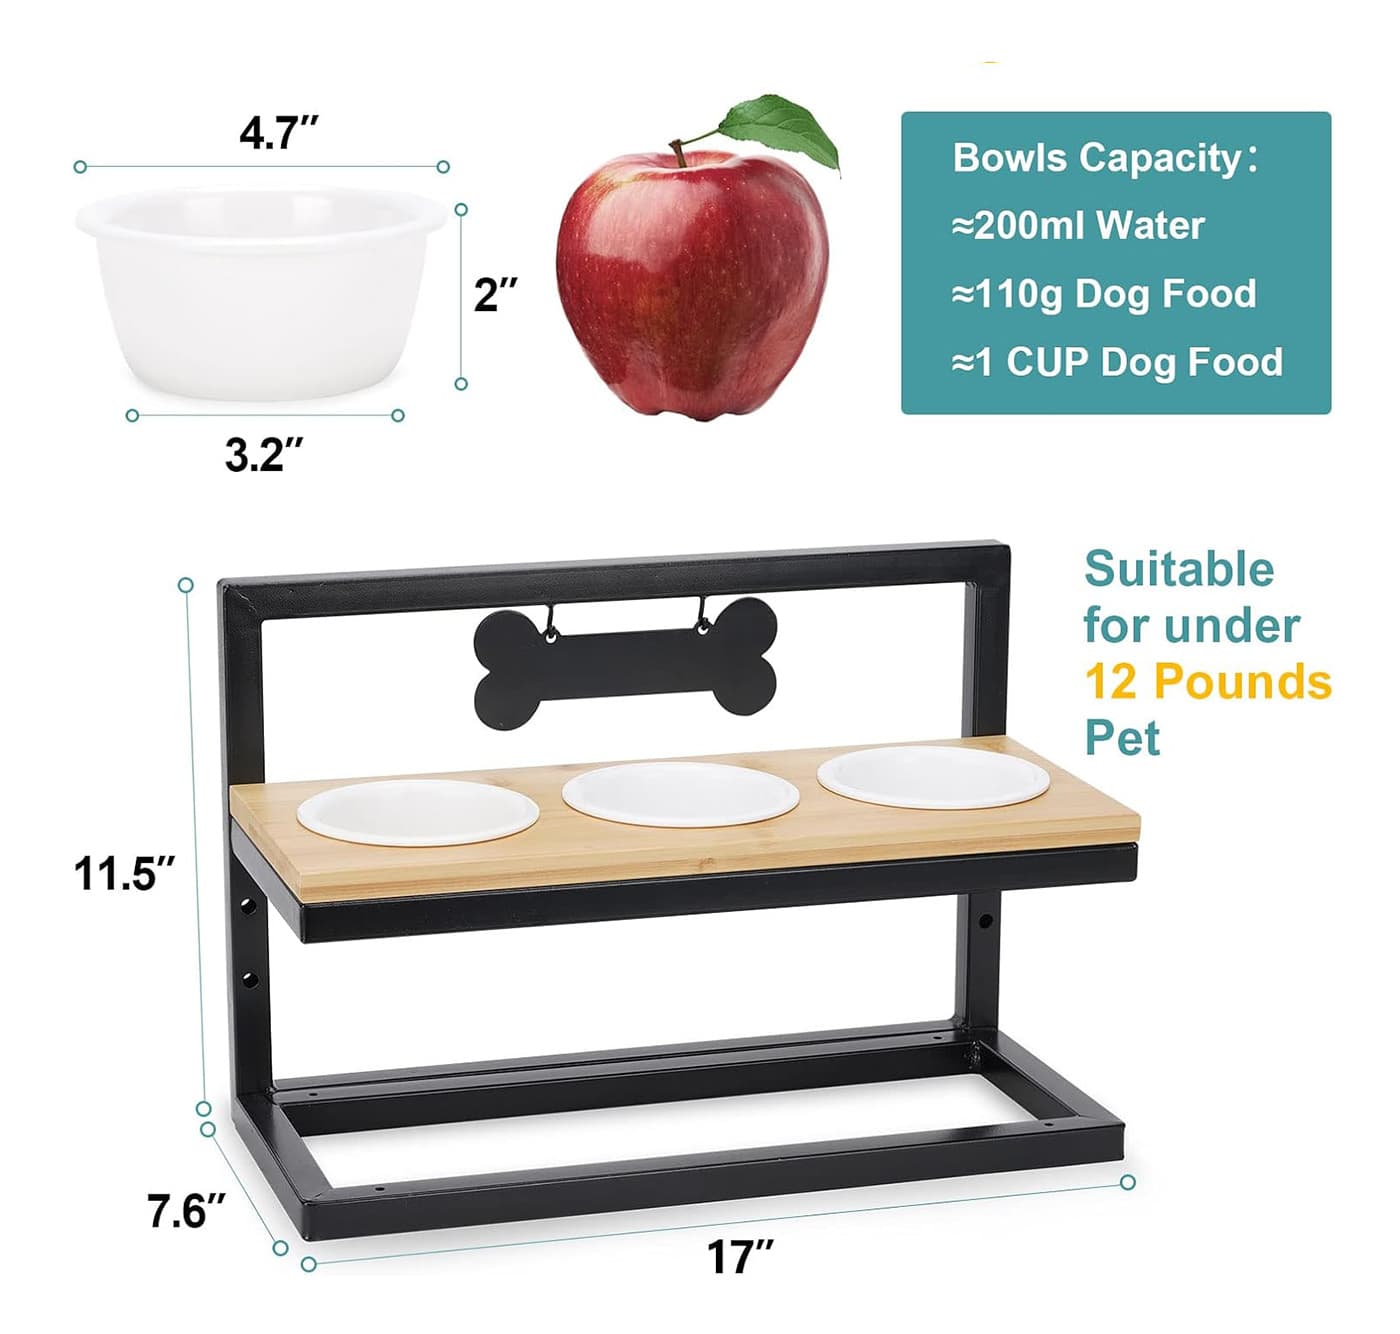 4.7″
2″
3.2″
Bowls Capacity：
≈200ml Water
≈110g Dog Food
≈1 CUP Dog Food
Suitable
for under
12 Pounds
Pet
11.5″
7.6″
17″